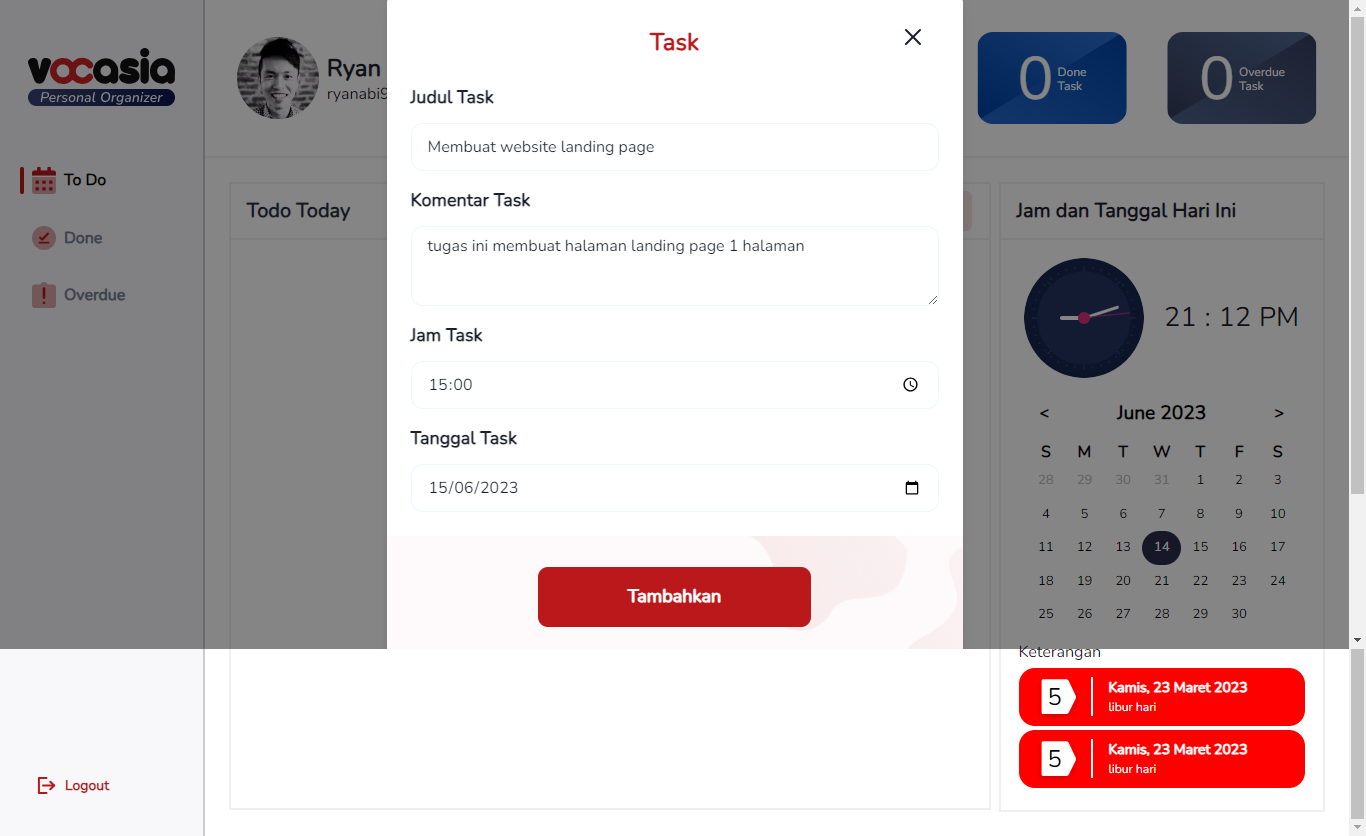 vocasia
Personal Organizer
To Do
Done
Overdue
Logout
Ryan
ryanabi9
0
Done
Task
0
Overdue
Task
Todo Today
Task
Judul Task
Membuat website landing page
Komentar Task
tugas ini membuat halaman landing page 1 halaman
Jam Task
15:00
Tanggal Task
15/06/2023
Tambahkan
Jam dan Tanggal Hari Ini
21 : 12 PM
< June 2023 >
S M T W T F S
28 29 30 31 1 2 3
4 5 6 7 8 9 10
11 12 13 14 15 16 17
18 19 20 21 22 23 24
25 26 27 28 29 30
Keterangan
5
Kamis, 23 Maret 2023
libur hari
5
Kamis, 23 Maret 2023
libur hari